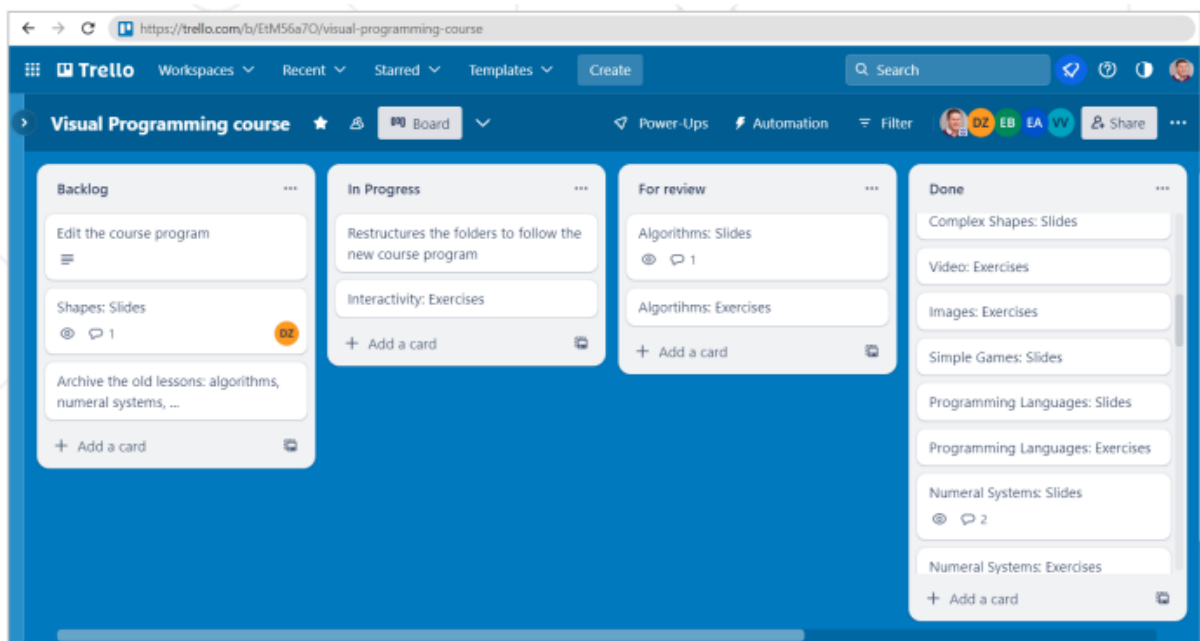 https://trello.com/b/EtM56a7O/visual-programming-course
Trello Workspaces Recent Starred Templates Create Search
Visual Programming course Board Power-Ups Automation Filter DZ EB EA VV Share
Backlog
Edit the course program
Shapes: Slides
1 DZ
Archive the old lessons: algorithms,
numeral systems, ...
+ Add a card
In Progress
Restructures the folders to follow the
new course program
Interactivity: Exercises
+ Add a card
For review
Algorithms: Slides
1
Algortihms: Exercises
+ Add a card
Done
Complex Shapes: Slides
Video: Exercises
Images: Exercises
Simple Games: Slides
Programming Languages: Slides
Programming Languages: Exercises
Numeral Systems: Slides
2
Numeral Systems: Exercises
+ Add a card